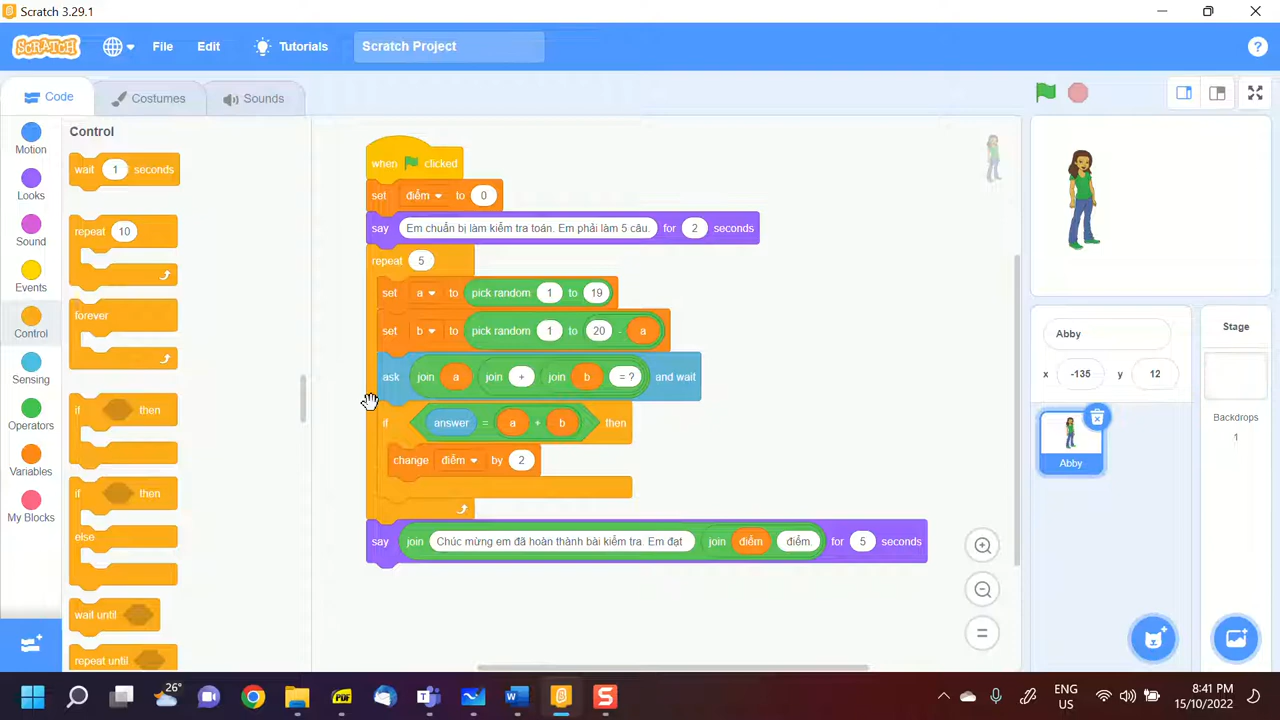 Scratch 3.29.1
SCRATCH File Edit Tutorials Scratch Project ?
Code Costumes Sounds
Motion
Looks
Sound
Events
Control
Sensing
Operators
Variables
My Blocks
Control
wait 1 seconds
repeat 10
forever
if then
if then
else
wait until
repeat until
when clicked
set điểm to 0
say Em chuẩn bị làm kiểm tra toán. Em phải làm 5 câu. for 2 seconds
repeat 5
set a to pick random 1 to 19
set b to pick random 1 to 20 - a
ask join a join + join b = ? and wait
if answer = a + b then
change điểm by 2
say join Chúc mừng em đã hoàn thành bài kiểm tra. Em đạt join điểm điểm. for 5 seconds
Abby
x -135 y 12
Abby
Stage
Backdrops
1
26°
PDF
ENG
US
8:41 PM
15/10/2022